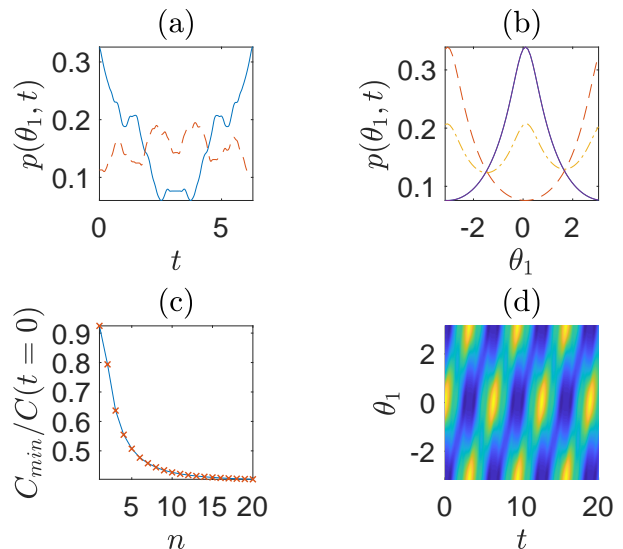 (a)
p(θ₁, t)
0.3
0.2
0.1
0 5
t
(b)
p(θ₁, t)
0.3
0.2
0.1
-2 0 2
θ₁
(c)
C_{min}/C(t = 0)
0.9
0.8
0.7
0.6
0.5
5 10 15 20
n
(d)
θ₁
2
0
-2
0 10 20
t